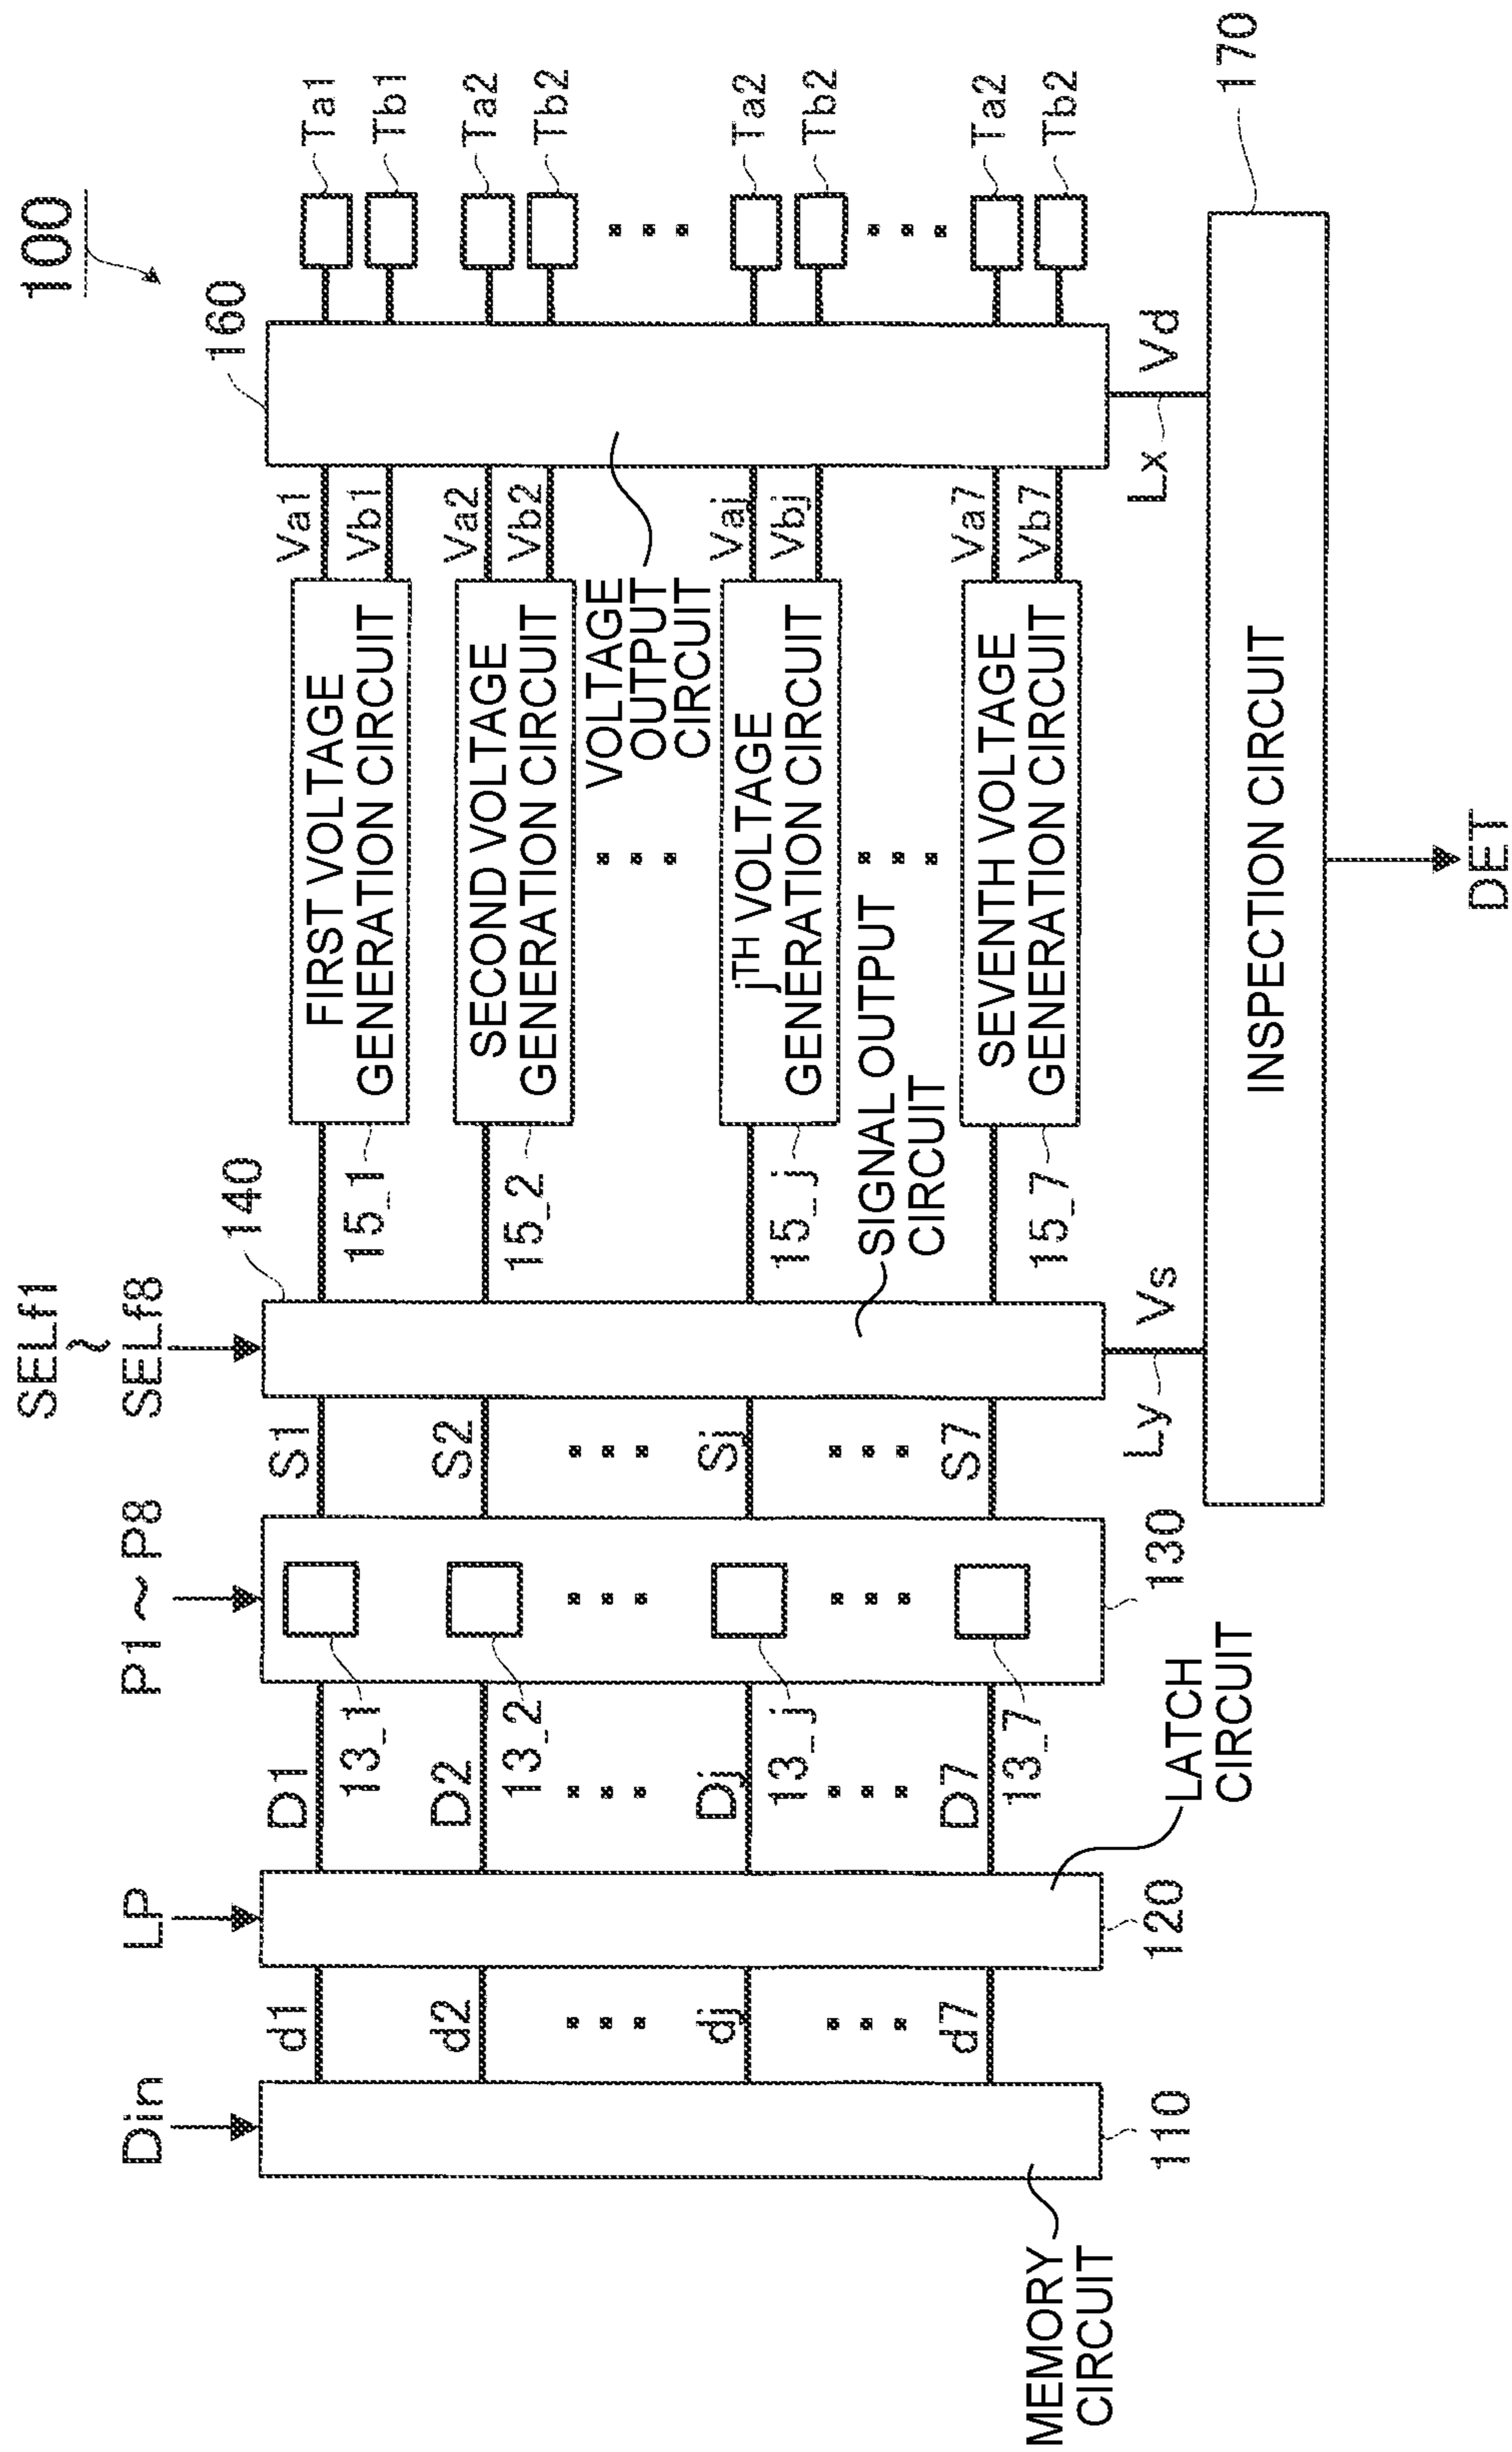 100
SELf1
~
SELf8
Din
LP
P1~P8
140
160
d1
D1
S1
FIRST VOLTAGE
GENERATION CIRCUIT
Va1
Vb1
Ta1
Tb1
13_1
15_1
d2
D2
S2
SECOND VOLTAGE
GENERATION CIRCUIT
Va2
Vb2
Ta2
Tb2
13_2
15_2
VOLTAGE
OUTPUT
CIRCUIT
dj
Dj
Sj
jTH VOLTAGE
GENERATION CIRCUIT
Vaj
Vbj
Ta2
Tb2
13_j
15_j
SIGNAL OUTPUT
CIRCUIT
d7
D7
S7
SEVENTH VOLTAGE
GENERATION CIRCUIT
Va7
Vb7
Ta2
Tb2
13_7
15_7
MEMORY
CIRCUIT
110
120
LATCH
CIRCUIT
130
Ly
Vs
Lx
Vd
INSPECTION CIRCUIT
170
DET